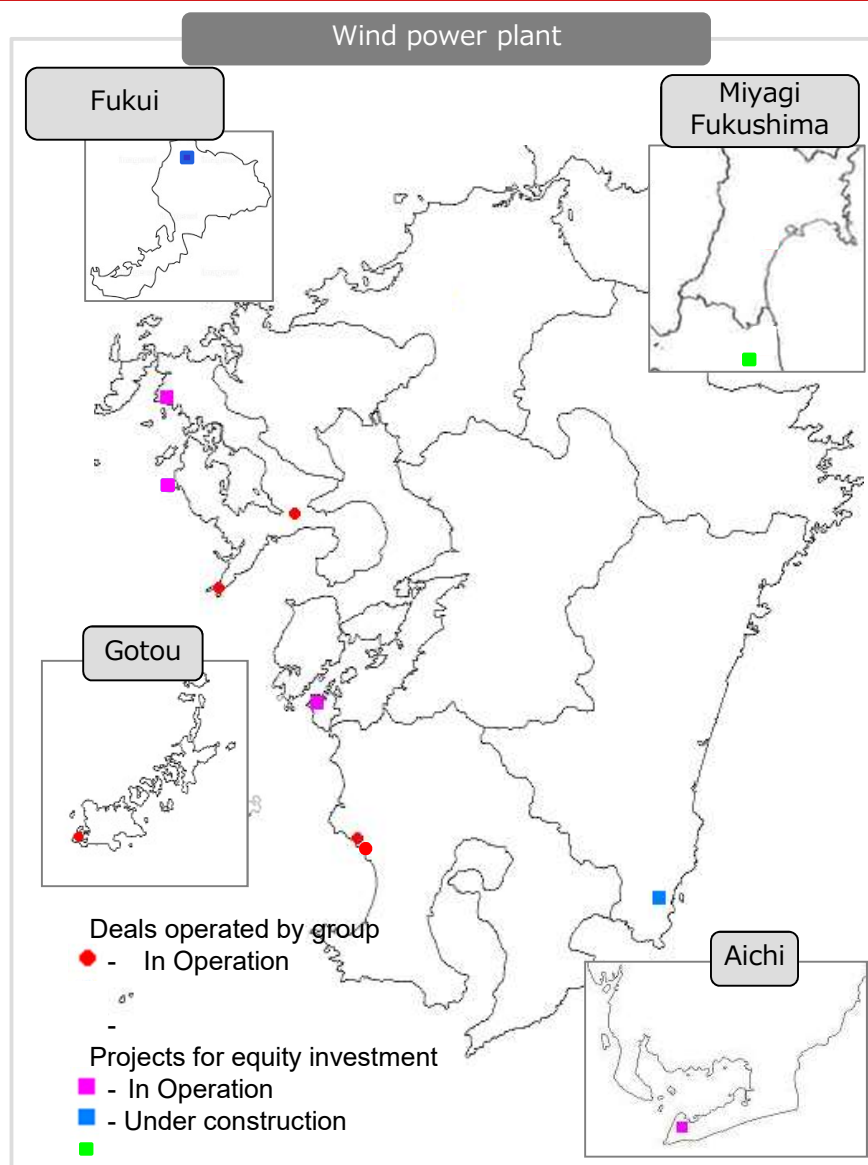 Wind power plant
Fukui
Miyagi
Fukushima
Gotou
Deals operated by group
- In Operation
-
Aichi
Projects for equity investment
- In Operation
- Under construction